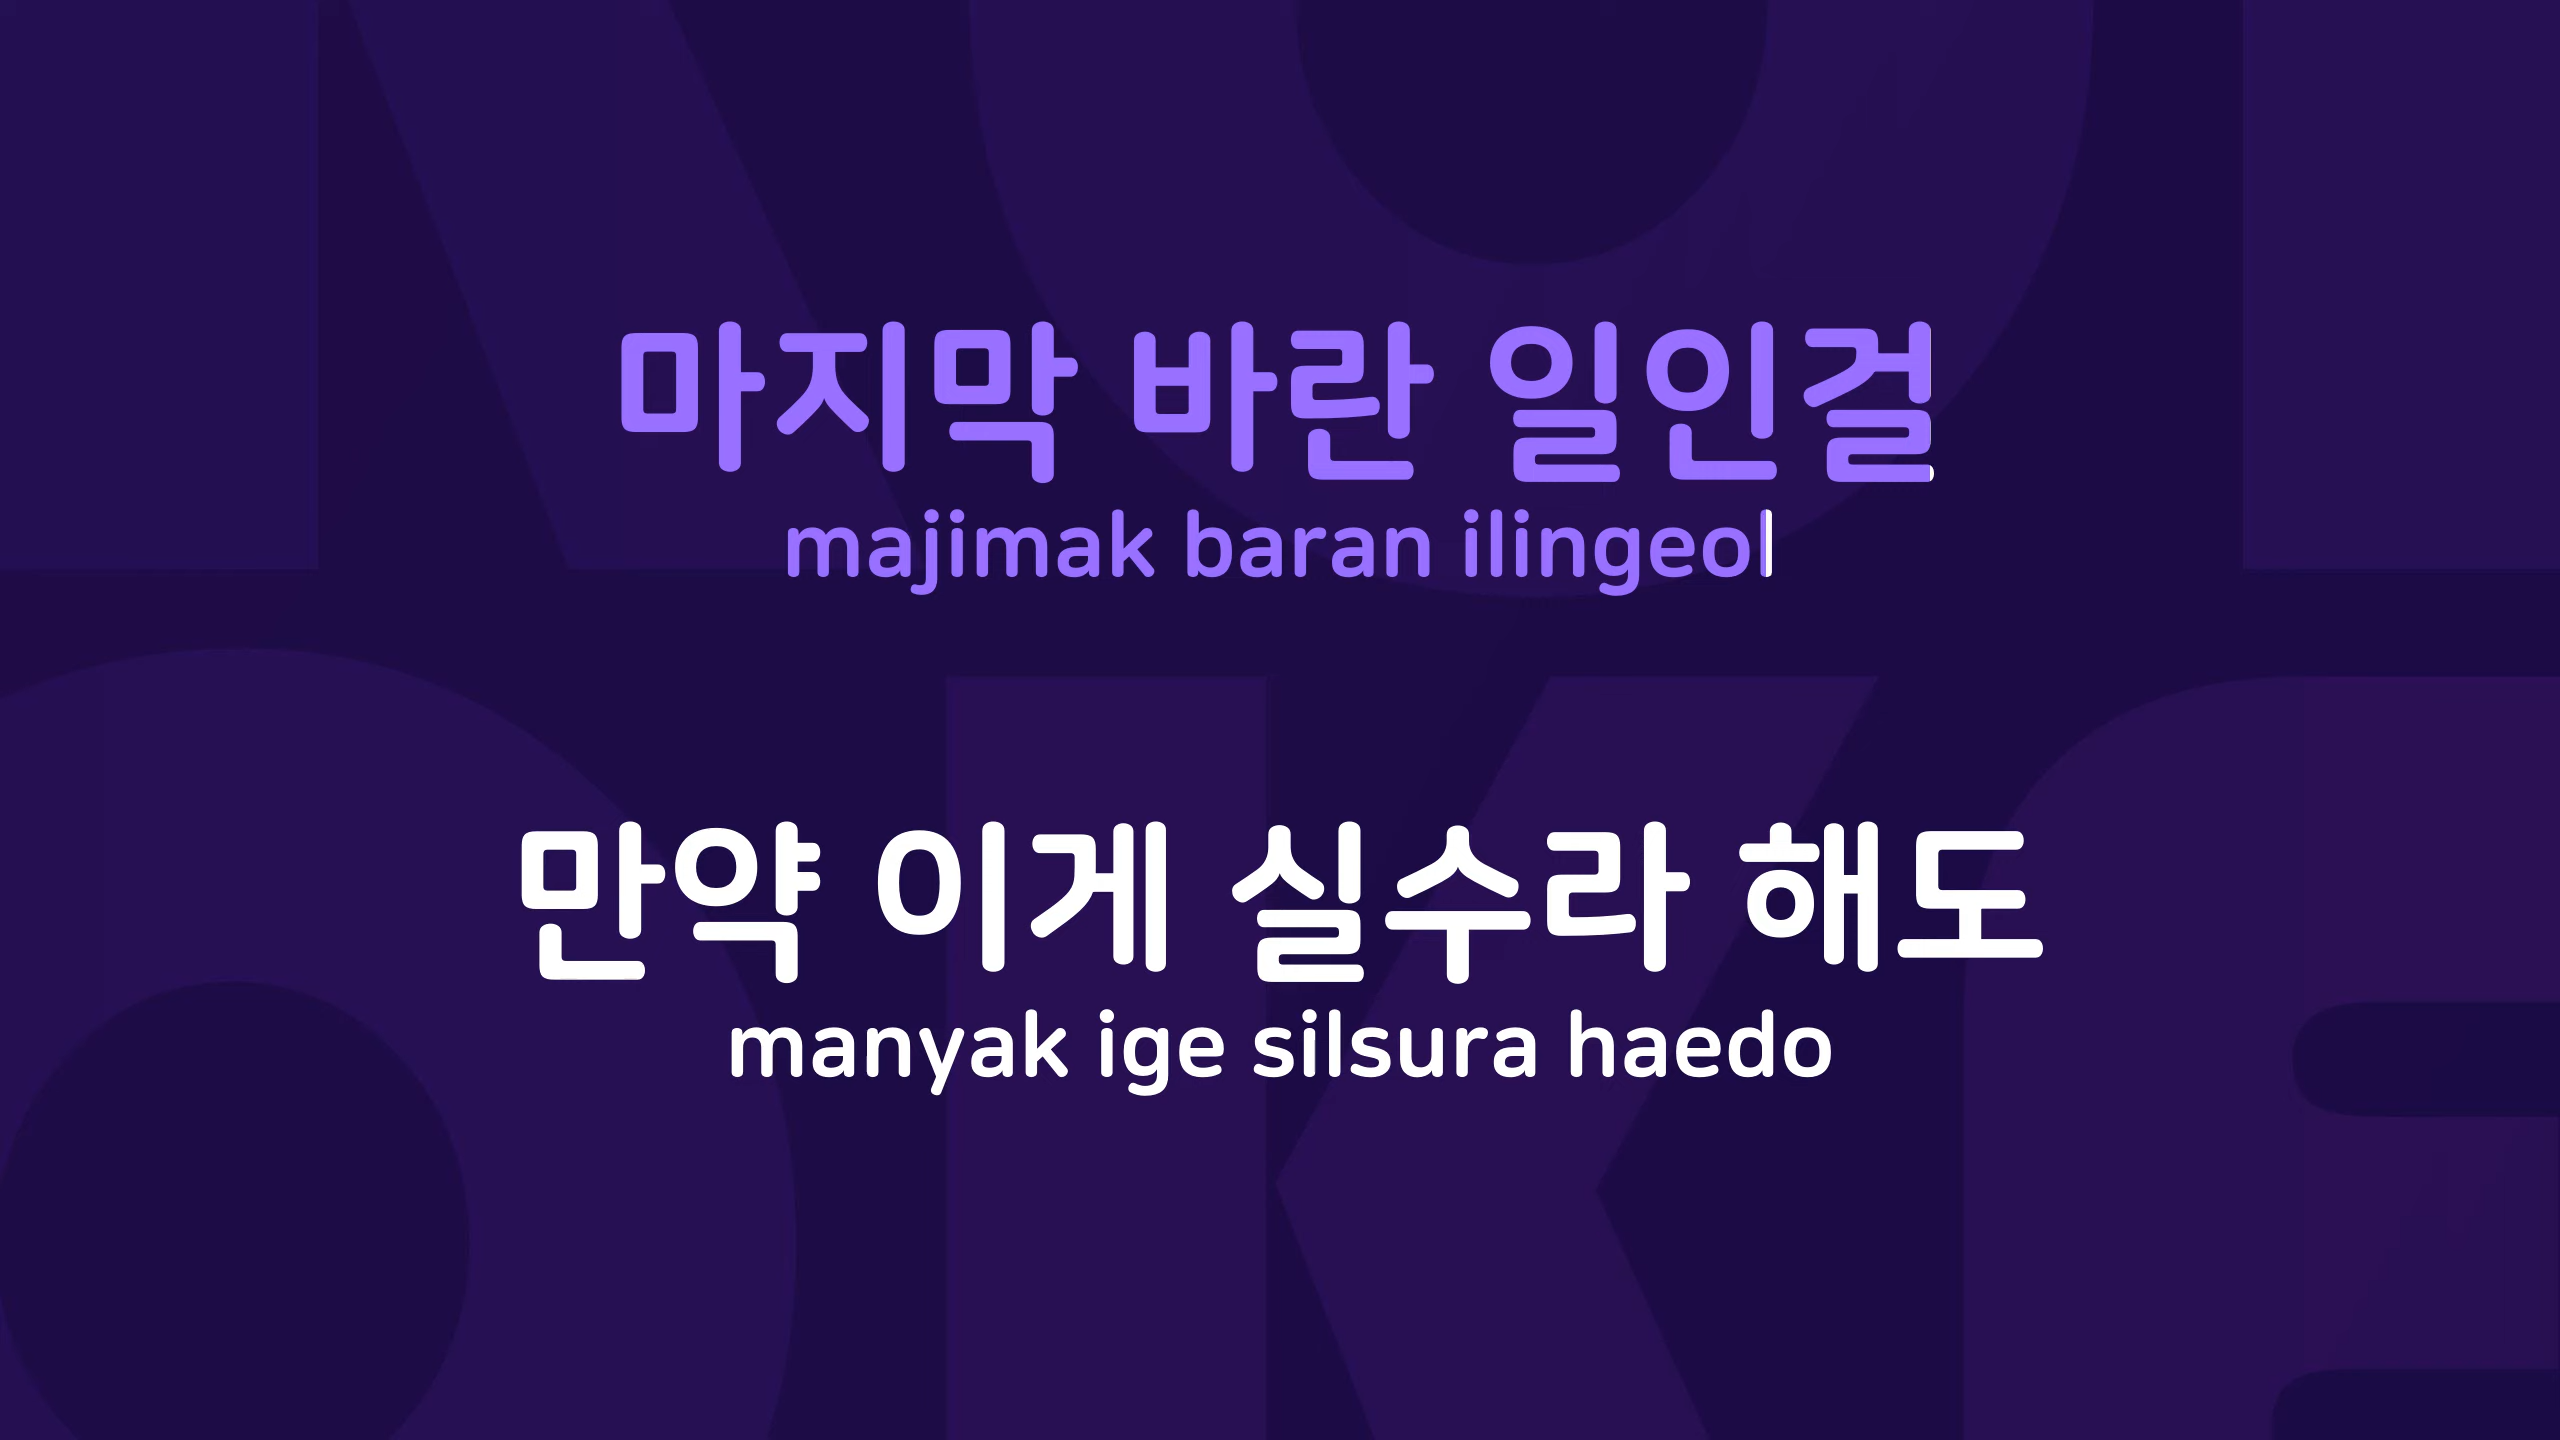 마지막 바란 일인걸
majimak baran ilingeol
만약 이게 실수라 해도
manyak ige silsura haedo